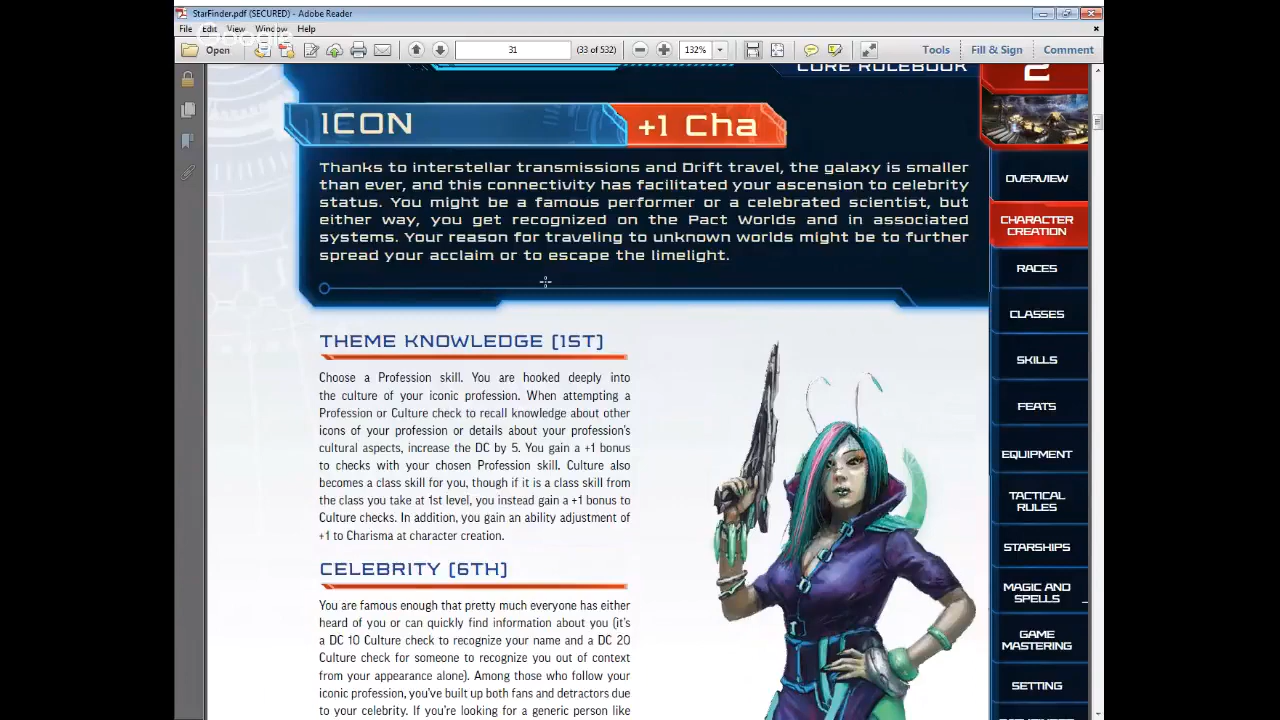 StarFinder.pdf (SECURED) - Adobe Reader
File Edit View Window Help
Google
Open 31 (33 of 532) 132% Tools Fill & Sign Comment
CORE RULEBOOK
2
ICON +1 Cha
Thanks to interstellar transmissions and Drift travel, the galaxy is smaller
than ever, and this connectivity has facilitated your ascension to celebrity
status. You might be a famous performer or a celebrated scientist, but
either way, you get recognized on the Pact Worlds and in associated
systems. Your reason for traveling to unknown worlds might be to further
spread your acclaim or to escape the limelight.
THEME KNOWLEDGE (1ST)
Choose a Profession skill. You are hooked deeply into
the culture of your iconic profession. When attempting a
Profession or Culture check to recall knowledge about other
icons of your profession or details about your profession's
cultural aspects, increase the DC by 5. You gain a +1 bonus
to checks with your chosen Profession skill. Culture also
becomes a class skill for you, though if it is a class skill from
the class you take at 1st level, you instead gain a +1 bonus to
Culture checks. In addition, you gain an ability adjustment of
+1 to Charisma at character creation.
CELEBRITY (6TH)
You are famous enough that pretty much everyone has either
heard of you or can quickly find information about you (it's
a DC 10 Culture check to recognize your name and a DC 20
Culture check for someone to recognize you out of context
from your appearance alone). Among those who follow your
iconic profession, you've built up both fans and detractors due
to your celebrity. If you're looking for a generic person like
OVERVIEW
CHARACTER
CREATION
RACES
CLASSES
SKILLS
FEATS
EQUIPMENT
TACTICAL
RULES
STARSHIPS
MAGIC AND
SPELLS
GAME
MASTERING
SETTING